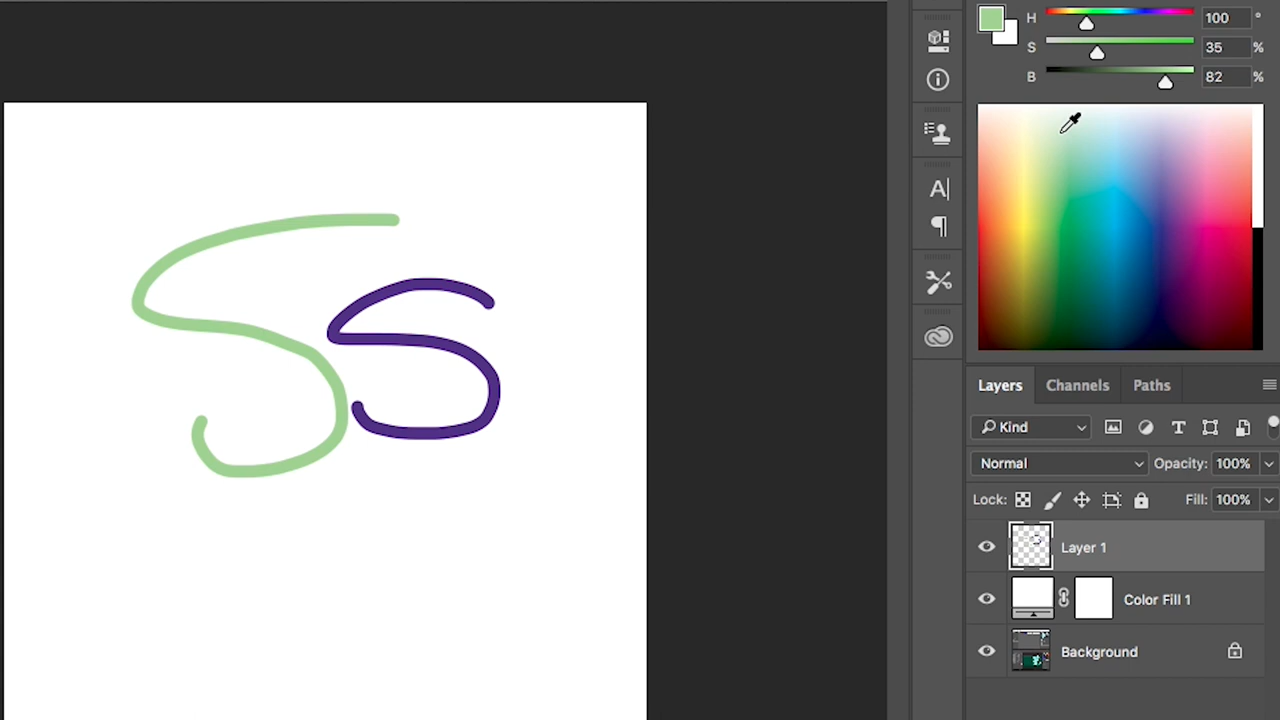 H 100 °
S 35 %
B 82 %
S S
A|
¶
Layers Channels Paths
Kind
T
Normal Opacity: 100%
Lock: Fill: 100%
Layer 1
Color Fill 1
Background